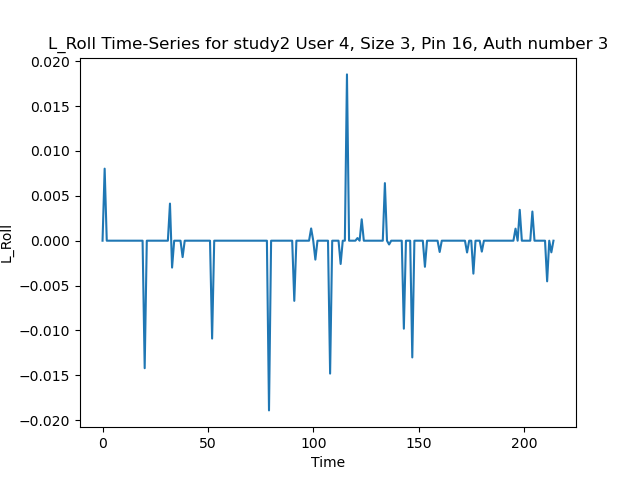 L_Roll Time-Series for study2 User 4, Size 3, Pin 16, Auth number 3
0.020
0.015
0.010
0.005
0.000
−0.005
−0.010
−0.015
−0.020
L_Roll
0 50 100 150 200
Time